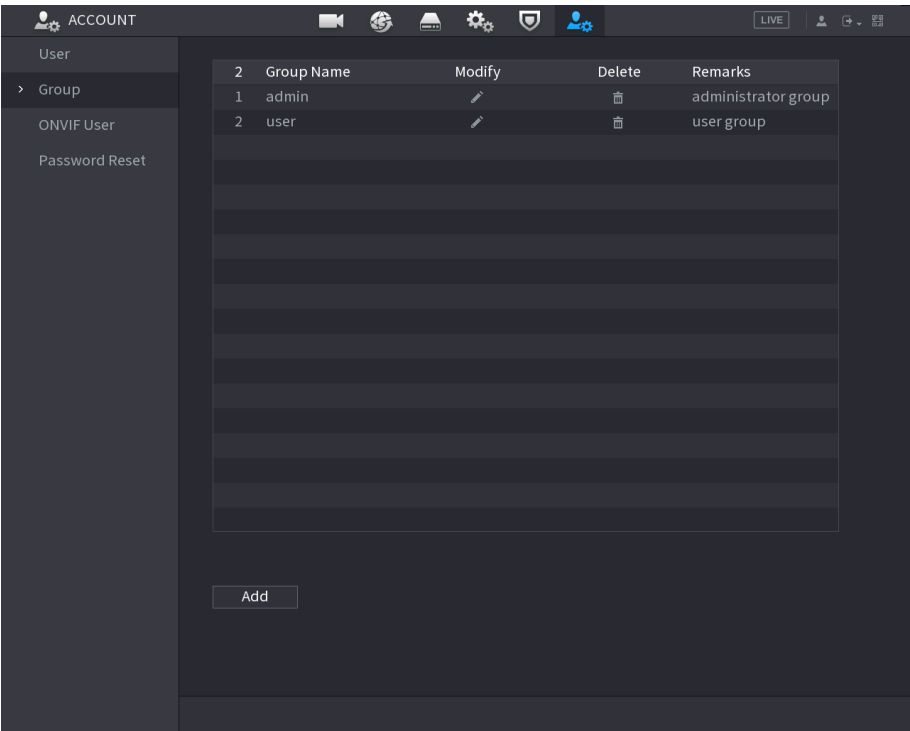 ACCOUNT LIVE
User
Group
ONVIF User
Password Reset
2 Group Name Modify Delete Remarks
1 admin administrator group
2 user user group
Add